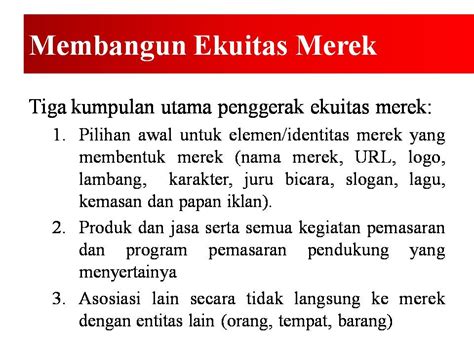 Membangun Ekuitas Merek
Tiga kumpulan utama penggerak ekuitas merek:
1. Pilihan awal untuk elemen/identitas merek yang
membentuk merek (nama merek, URL, logo,
lambang, karakter, juru bicara, slogan, lagu,
kemasan dan papan iklan).
2. Produk dan jasa serta semua kegiatan pemasaran
dan program pemasaran pendukung yang
menyertainya
3. Asosiasi lain secara tidak langsung ke merek
dengan entitas lain (orang, tempat, barang)